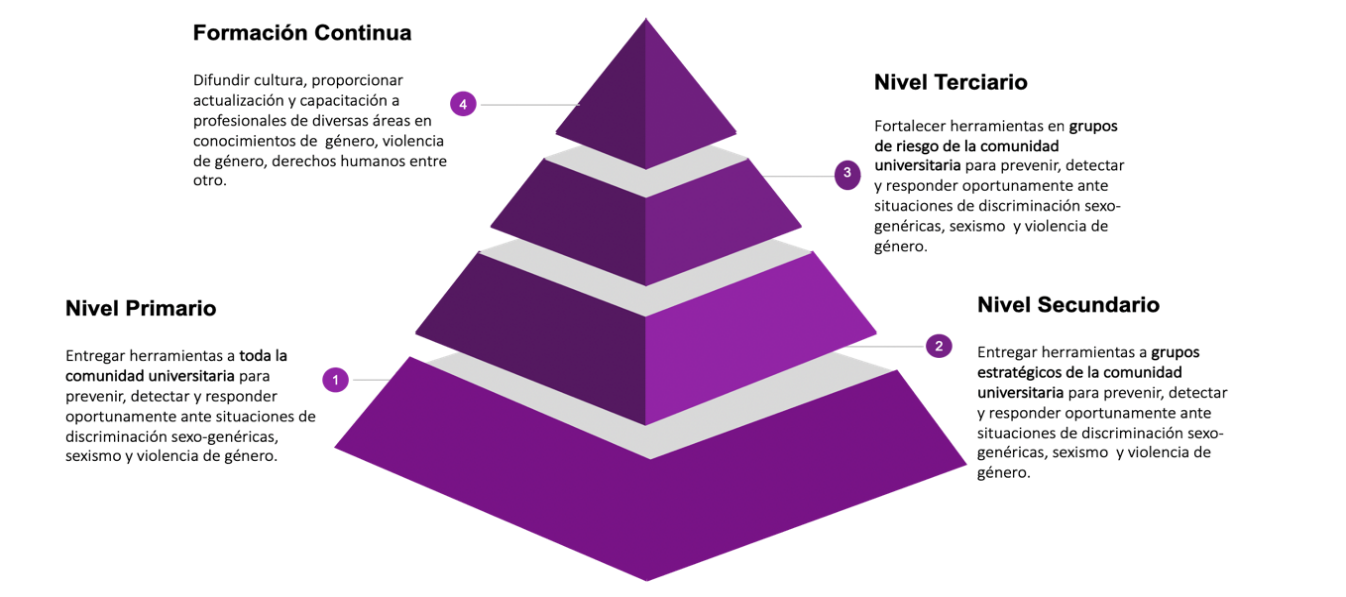 Formación Continua
Difundir cultura, proporcionar
actualización y capacitación a
profesionales de diversas áreas en
conocimientos de género, violencia
de género, derechos humanos entre
otro.
4
Nivel Terciario
Fortalecer herramientas en grupos
de riesgo de la comunidad
universitaria para prevenir, detectar
y responder oportunamente ante
situaciones de discriminación sexo-
genéricas, sexismo y violencia de
género.
3
Nivel Primario
Entregar herramientas a toda la
comunidad universitaria para
prevenir, detectar y responder
oportunamente ante situaciones de
discriminación sexo-genéricas,
sexismo y violencia de género.
1
Nivel Secundario
Entregar herramientas a grupos
estratégicos de la comunidad
universitaria para prevenir, detectar
y responder oportunamente ante
situaciones de discriminación sexo-
genéricas, sexismo y violencia de
género.
2